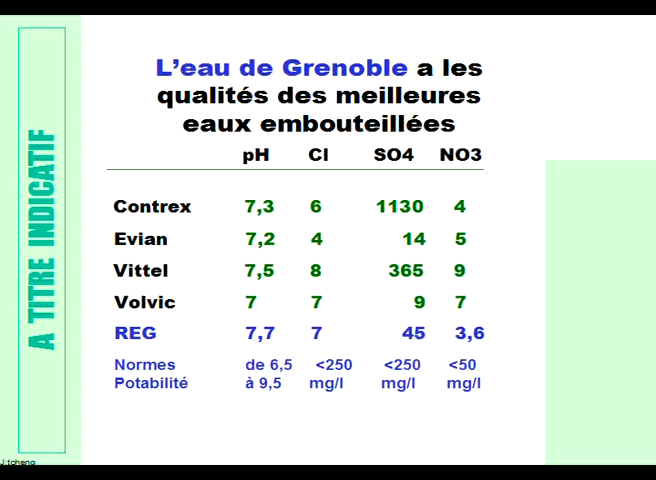 A TITRE INDICATIF
L'eau de Grenoble a les
qualités des meilleures
eaux embouteillées
pH Cl SO4 NO3
Contrex 7,3 6 1130 4
Evian 7,2 4 14 5
Vittel 7,5 8 365 9
Volvic 7 7 9 7
REG 7,7 7 45 3,6
Normes de 6,5 <250 <250 <50
Potabilité à 9,5 mg/l mg/l mg/l
J.tcheng